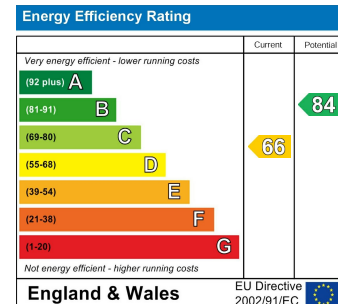 Energy Efficiency Rating
Current Potential
Very energy efficient - lower running costs
(92 plus) A
(81-91) B
84
(69-80) C
66
(55-68) D
(39-54) E
(21-38) F
(1-20) G
Not energy efficient - higher running costs
England & Wales
EU Directive
2002/91/EC